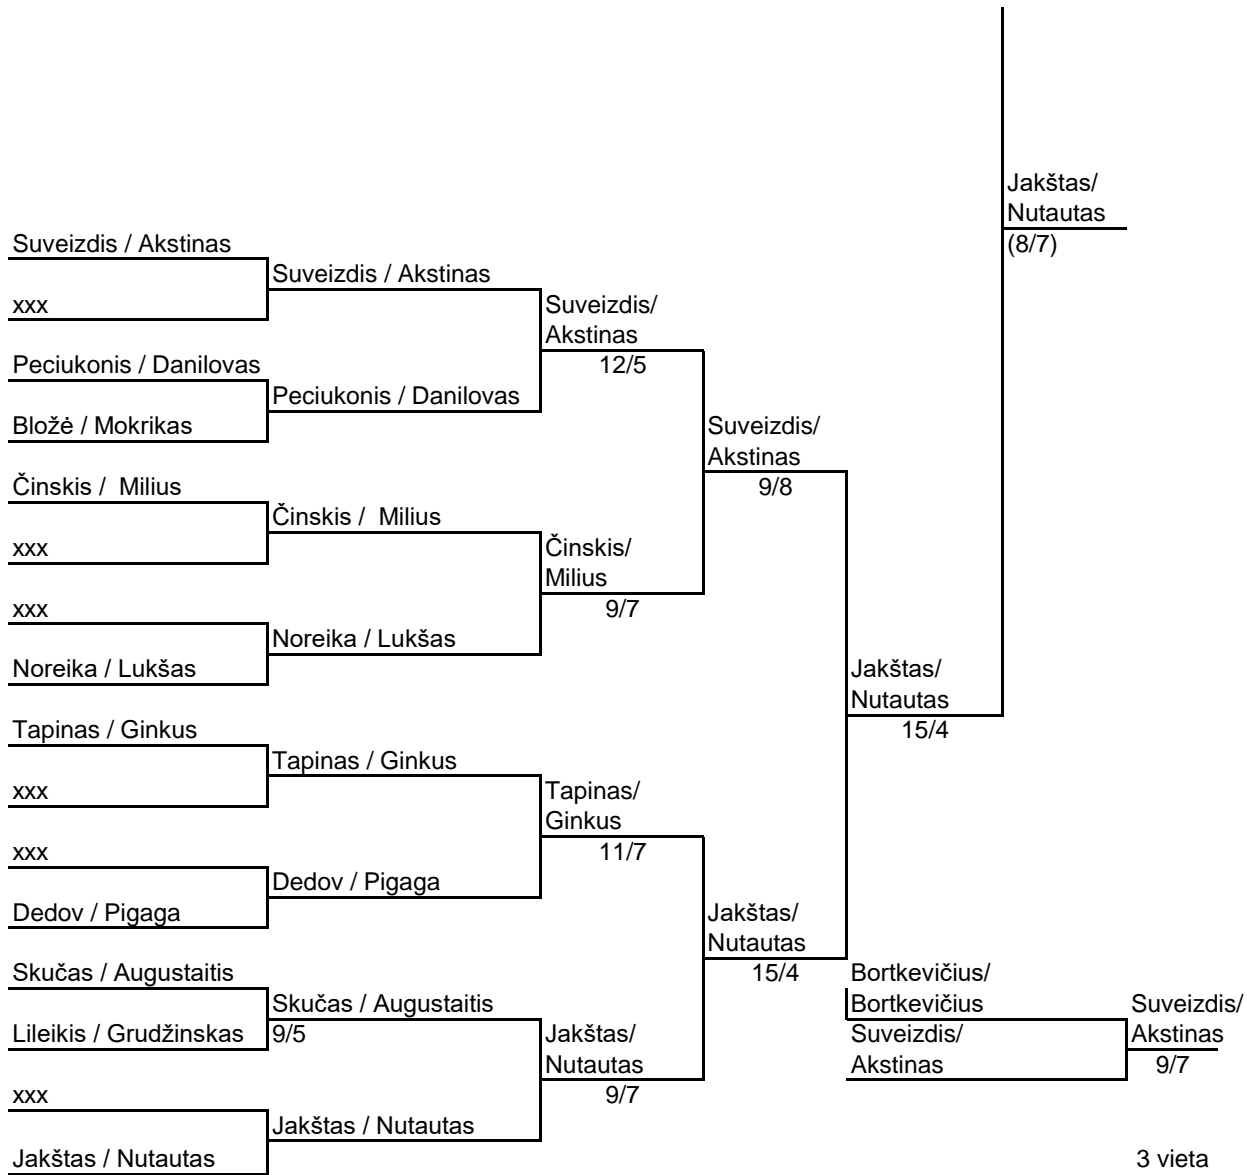 Jakštas/
Nutautas
(8/7)
Suveizdis / Akstinas
Suveizdis / Akstinas
xxx
Suveizdis/
Akstinas
12/5
Peciukonis / Danilovas
Peciukonis / Danilovas
Bložė / Mokrikas
Suveizdis/
Akstinas
9/8
Činskis /  Milius
Činskis /  Milius
xxx
Činskis/
Milius
9/7
xxx
Noreika / Lukšas
Noreika / Lukšas
Jakštas/
Nutautas
15/4
Tapinas / Ginkus
Tapinas / Ginkus
xxx
Tapinas/
Ginkus
11/7
xxx
Dedov / Pigaga
Dedov / Pigaga
Jakštas/
Nutautas
15/4
Skučas / Augustaitis
Skučas / Augustaitis
Lileikis / Grudžinskas
9/5
Jakštas/
Nutautas
9/7
xxx
Jakštas / Nutautas
Jakštas / Nutautas
Bortkevičius/
Bortkevičius
Suveizdis/
Akstinas
Suveizdis/
Akstinas
9/7
3 vieta